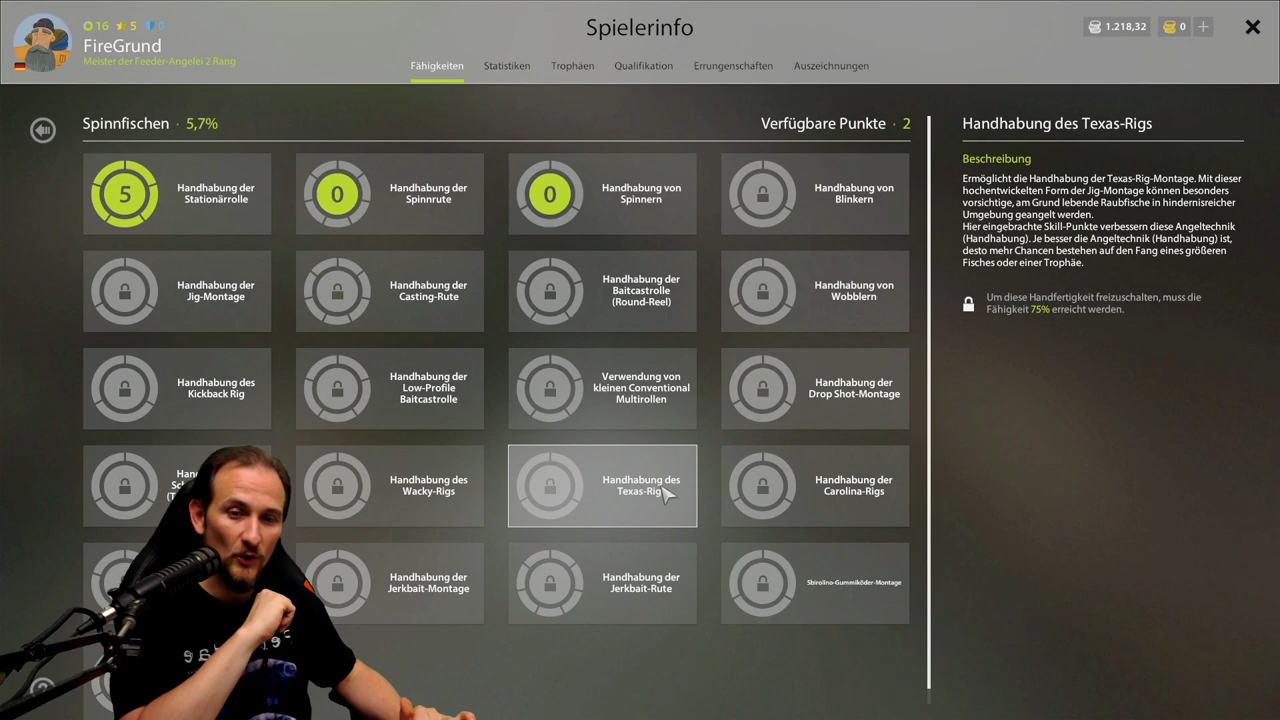 16 5 0
FireGrund
Meister der Feeder-Angelei 2 Rang
Spielerinfo
1.218,32
0
Fähigkeiten
Statistiken
Trophäen
Qualifikation
Errungenschaften
Auszeichnungen
Spinnfischen · 5,7%
Verfügbare Punkte · 2
5
Handhabung der
Stationärrolle
0
Handhabung der
Spinnrute
0
Handhabung von
Spinnern
Handhabung von
Blinkern
Handhabung der
Jig-Montage
Handhabung der
Casting-Rute
Handhabung der
Baitcastrolle
(Round-Reel)
Handhabung von
Wobblern
Handhabung des
Kickback Rig
Handhabung der
Low-Profile
Baitcastrolle
Verwendung von
kleinen Conventional
Multirollen
Handhabung der
Drop Shot-Montage
Handhabung des
Wacky-Rigs
Handhabung des
Texas-Rigs
Handhabung der
Carolina-Rigs
Handhabung der
Jerkbait-Montage
Handhabung der
Jerkbait-Rute
Sbirolino-Gummiköder-Montage
Handhabung des Texas-Rigs
Beschreibung
Ermöglicht die Handhabung der Texas-Rig-Montage. Mit dieser
hochentwickelten Form der Jig-Montage können besonders
vorsichtige, am Grund lebende Raubfische in hindernisreicher
Umgebung geangelt werden.
Hier eingebrachte Skill-Punkte verbessern diese Angeltechnik
(Handhabung). Je besser die Angeltechnik (Handhabung) ist,
desto mehr Chancen bestehen auf den Fang eines größeren
Fisches oder einer Trophäe.
Um diese Handfertigkeit freizuschalten, muss die
Fähigkeit 75% erreicht werden.